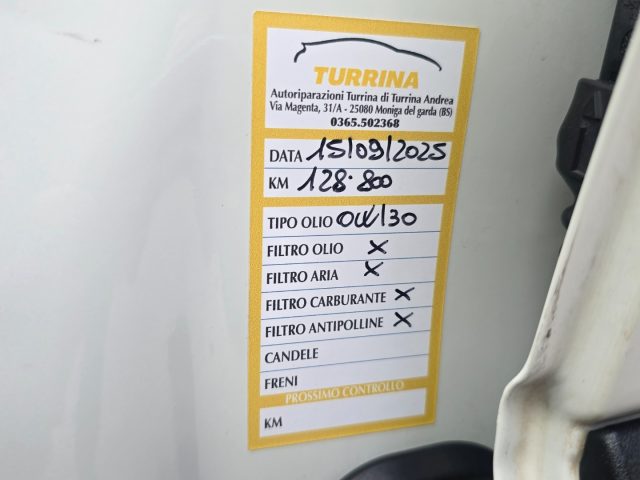 TURRINA
Autoriparazioni Turrina di Turrina Andrea
Via Magenta, 31/A - 25080 Moniga del garda (BS)
0365.502368
DATA 15/09/2025
KM 128.800
TIPO OLIO 0W/30
FILTRO OLIO X
FILTRO ARIA X
FILTRO CARBURANTE X
FILTRO ANTIPOLLINE X
CANDELE
FRENI
PROSSIMO CONTROLLO
KM